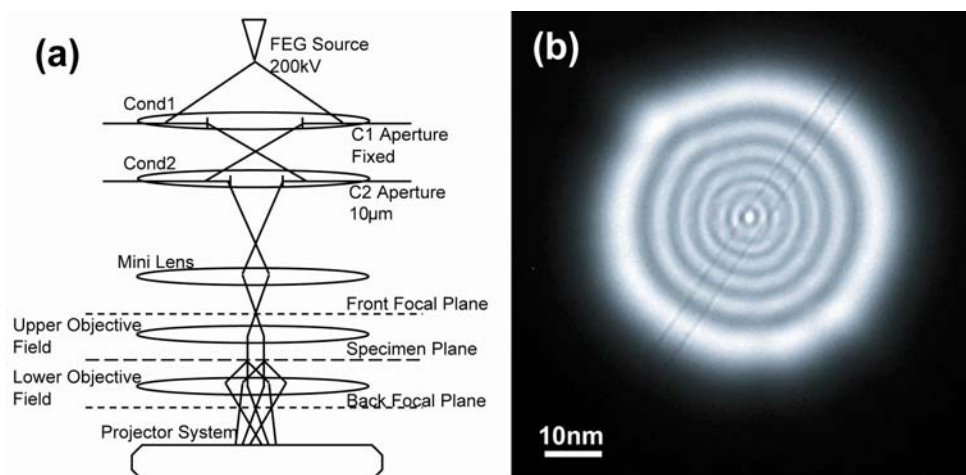 (a)
FEG Source
200kV
Cond1
C1 Aperture
Fixed
Cond2
C2 Aperture
10µm
Mini Lens
Front Focal Plane
Upper Objective
Field
Specimen Plane
Lower Objective
Field
Back Focal Plane
Projector System
(b)
10nm